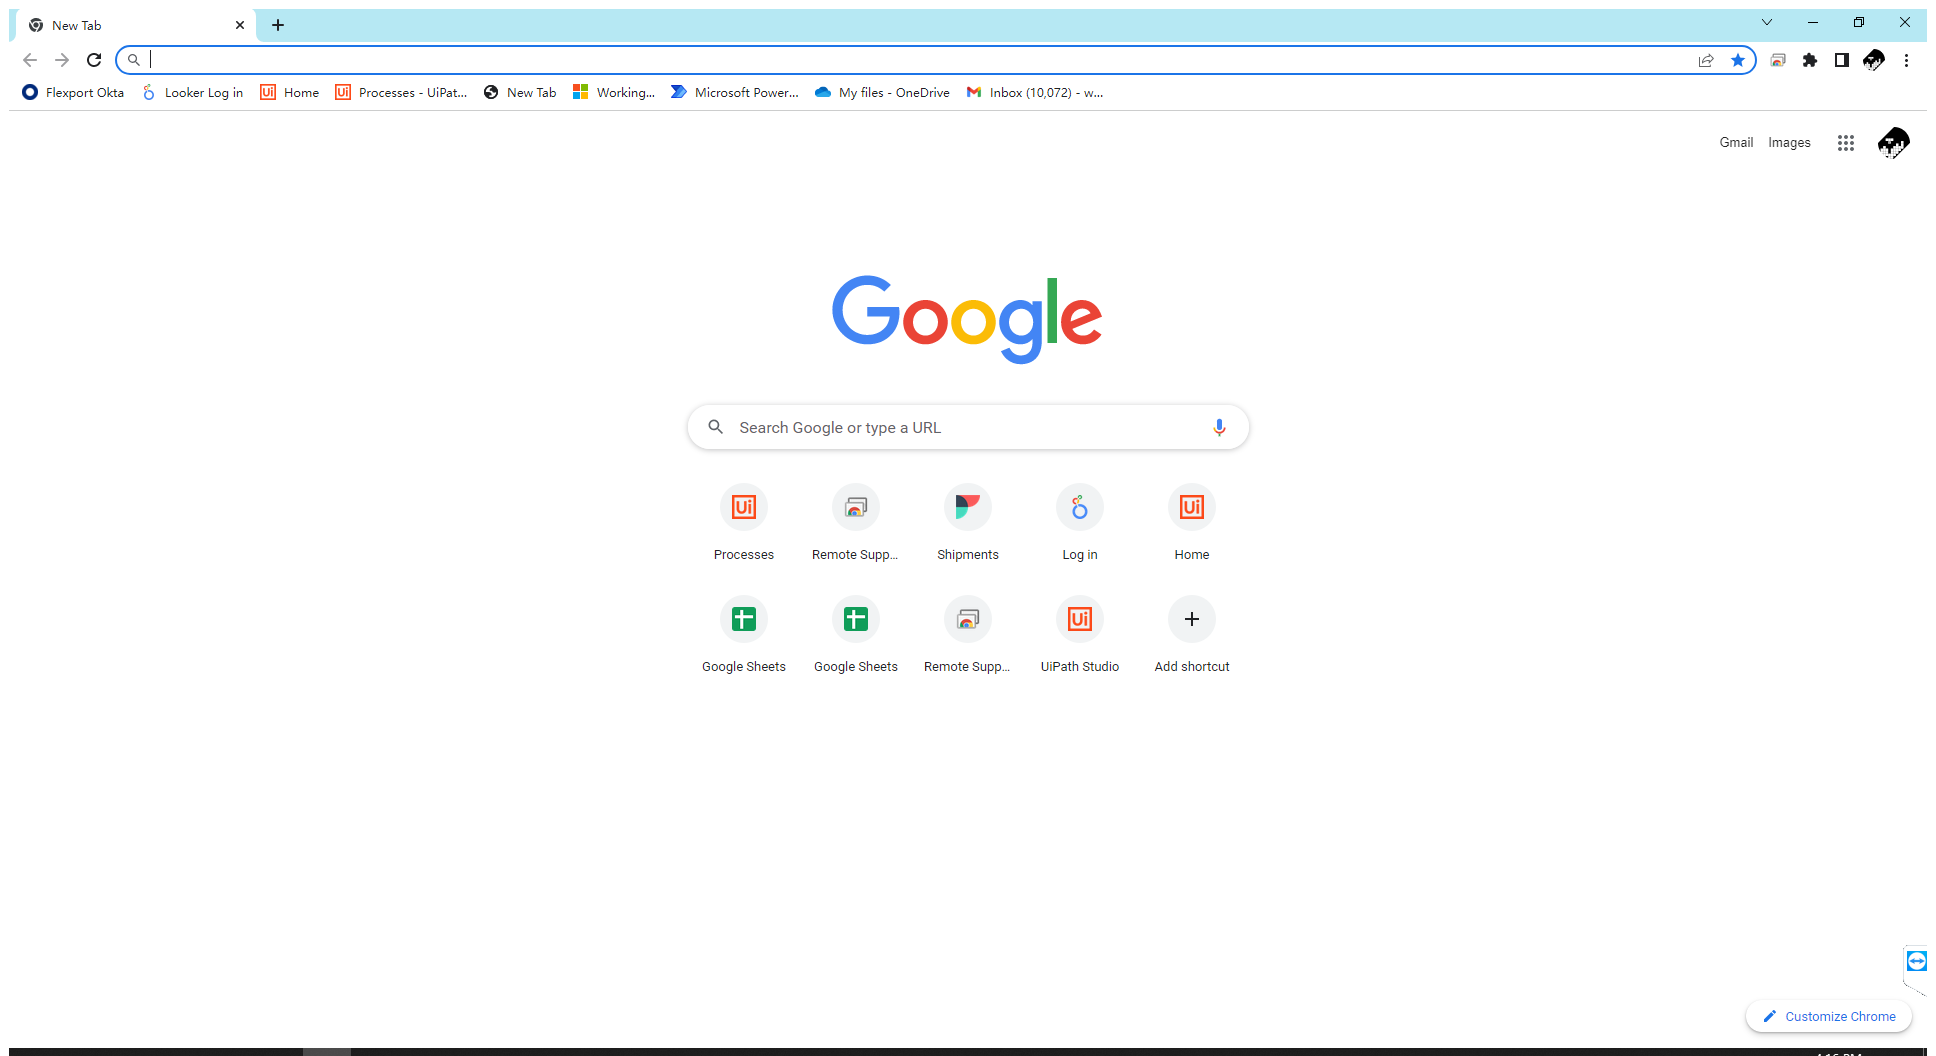 New Tab
Flexport Okta Looker Log in Home Processes - UiPat... New Tab Working... Microsoft Power... My files - OneDrive Inbox (10,072) - w...
Gmail Images
Google
Search Google or type a URL
Processes Remote Supp... Shipments Log in Home
Google Sheets Google Sheets Remote Supp... UiPath Studio Add shortcut
Customize Chrome